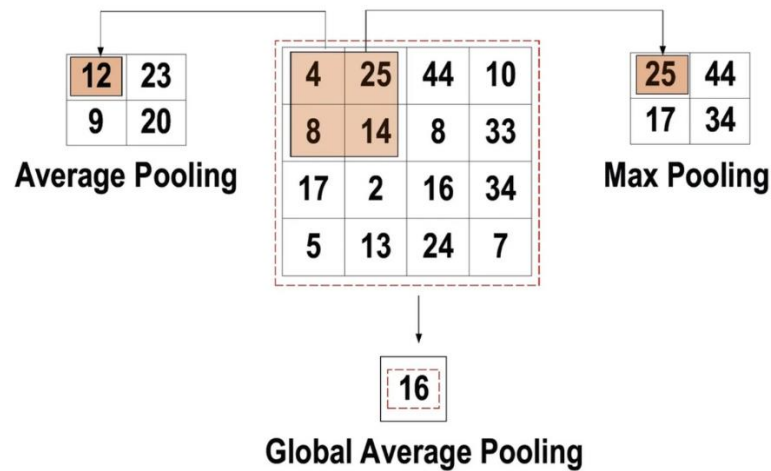 12 23
9 20
Average Pooling
4 25 44 10
8 14 8 33
17 2 16 34
5 13 24 7
25 44
17 34
Max Pooling
16
Global Average Pooling